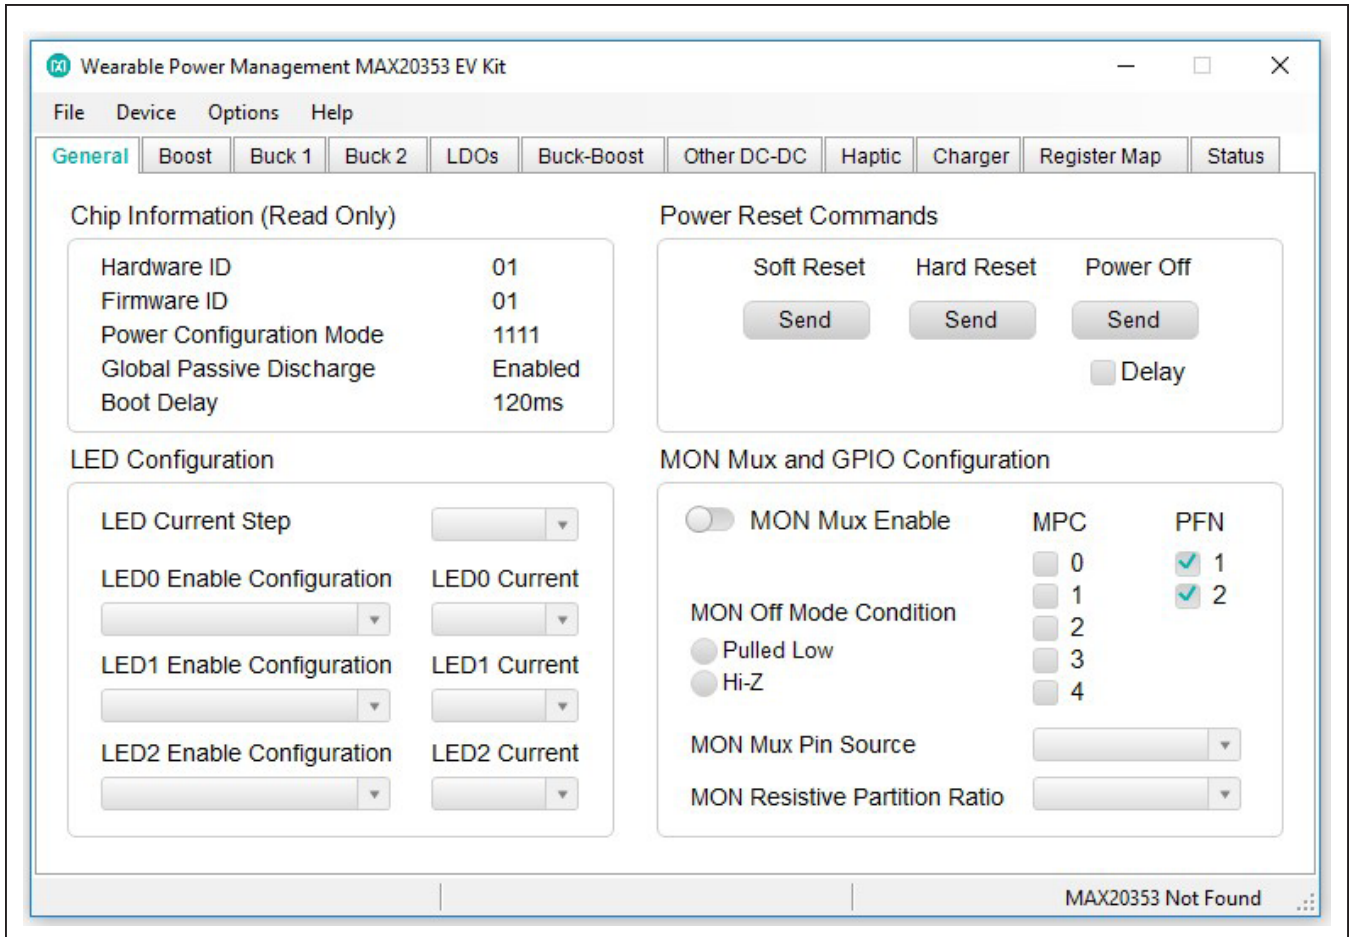 Wearable Power Management MAX20353 EV Kit
File Device Options Help
General Boost Buck 1 Buck 2 LDOs Buck-Boost Other DC-DC Haptic Charger Register Map Status
Chip Information (Read Only)
Hardware ID 01
Firmware ID 01
Power Configuration Mode 1111
Global Passive Discharge Enabled
Boot Delay 120ms
Power Reset Commands
Soft Reset Hard Reset Power Off
Send Send Send
Delay
LED Configuration
LED Current Step
LED0 Enable Configuration LED0 Current
LED1 Enable Configuration LED1 Current
LED2 Enable Configuration LED2 Current
MON Mux and GPIO Configuration
MON Mux Enable
MON Off Mode Condition
Pulled Low
Hi-Z
MPC
0
1
2
3
4
PFN
1
2
MON Mux Pin Source
MON Resistive Partition Ratio
MAX20353 Not Found